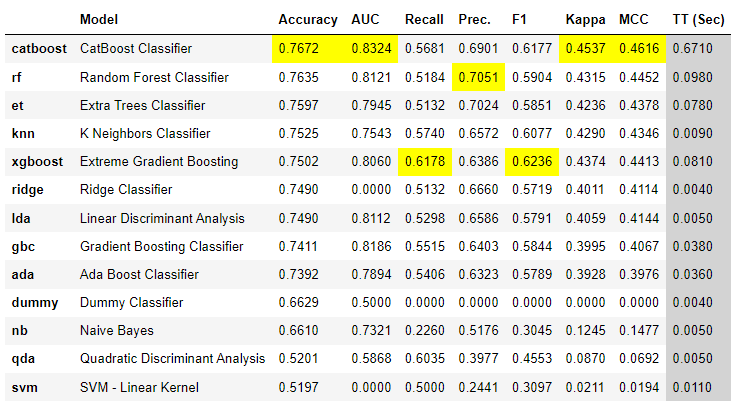 Model Accuracy AUC Recall Prec. F1 Kappa MCC TT (Sec)
catboost CatBoost Classifier 0.7672 0.8324 0.5681 0.6901 0.6177 0.4537 0.4616 0.6710
rf Random Forest Classifier 0.7635 0.8121 0.5184 0.7051 0.5904 0.4315 0.4452 0.0980
et Extra Trees Classifier 0.7597 0.7945 0.5132 0.7024 0.5851 0.4236 0.4378 0.0780
knn K Neighbors Classifier 0.7525 0.7543 0.5740 0.6572 0.6077 0.4290 0.4346 0.0090
xgboost Extreme Gradient Boosting 0.7502 0.8060 0.6178 0.6386 0.6236 0.4374 0.4413 0.0810
ridge Ridge Classifier 0.7490 0.0000 0.5132 0.6660 0.5719 0.4011 0.4114 0.0040
lda Linear Discriminant Analysis 0.7490 0.8112 0.5298 0.6586 0.5791 0.4059 0.4144 0.0050
gbc Gradient Boosting Classifier 0.7411 0.8186 0.5515 0.6403 0.5844 0.3995 0.4067 0.0380
ada Ada Boost Classifier 0.7392 0.7894 0.5406 0.6323 0.5789 0.3928 0.3976 0.0360
dummy Dummy Classifier 0.6629 0.5000 0.0000 0.0000 0.0000 0.0000 0.0000 0.0040
nb Naive Bayes 0.6610 0.7321 0.2260 0.5176 0.3045 0.1245 0.1477 0.0050
qda Quadratic Discriminant Analysis 0.5201 0.5868 0.6035 0.3977 0.4553 0.0870 0.0692 0.0050
svm SVM - Linear Kernel 0.5197 0.0000 0.5000 0.2441 0.3097 0.0211 0.0194 0.0110